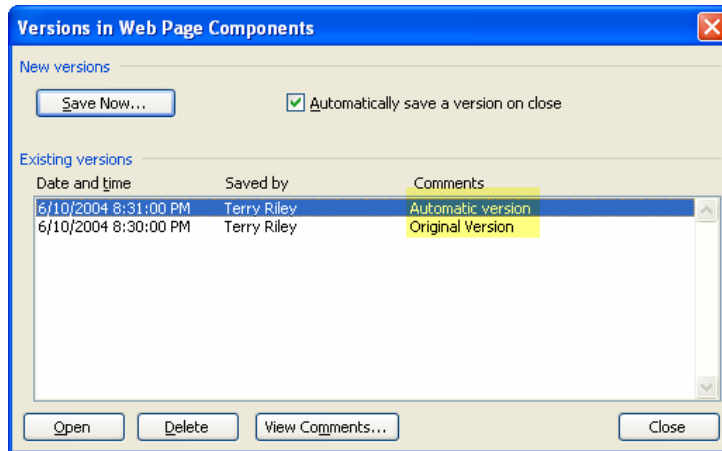 Versions in Web Page Components
New versions
Save Now...
Automatically save a version on close
Existing versions
Date and time Saved by Comments
6/10/2004 8:31:00 PM Terry Riley Automatic version
6/10/2004 8:30:00 PM Terry Riley Original Version
Open Delete View Comments... Close